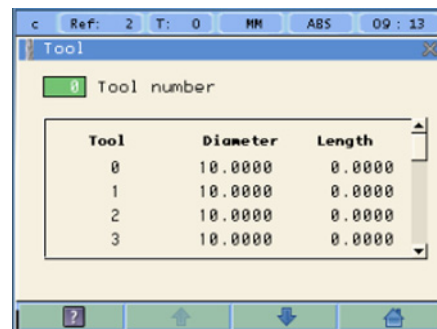 c Ref: 2 T: 0 MM ABS 09 : 13
Tool
0 Tool number
Tool Diameter Length
0 10.0000 0.0000
1 10.0000 0.0000
2 10.0000 0.0000
3 10.0000 0.0000
?